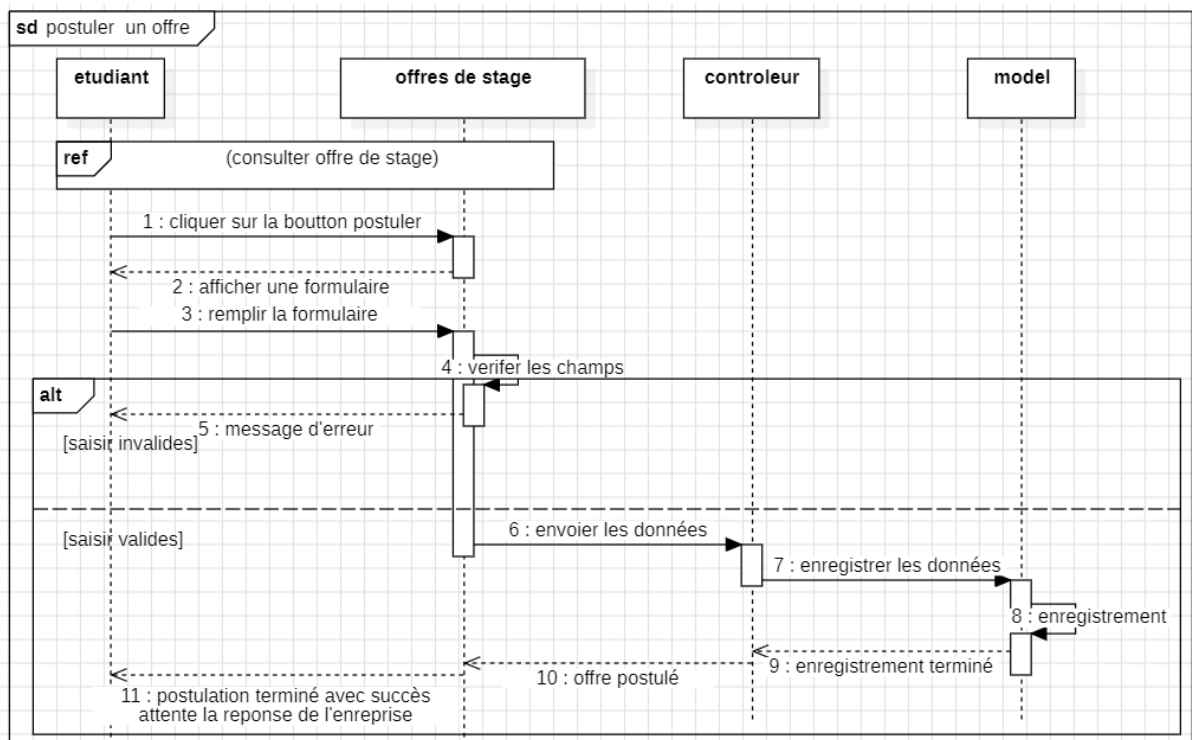 sd postuler un offre
etudiant
offres de stage
controleur
model
ref
(consulter offre de stage)
1 : cliquer sur la boutton postuler
2 : afficher une formulaire
3 : remplir la formulaire
4 : verifer les champs
alt
5 : message d'erreur
[saisir invalides]
6 : envoier les données
[saisir valides]
7 : enregistrer les données
8 : enregistrement
9 : enregistrement terminé
10 : offre postulé
11 : postulation terminé avec succès
attente la reponse de l'enreprise